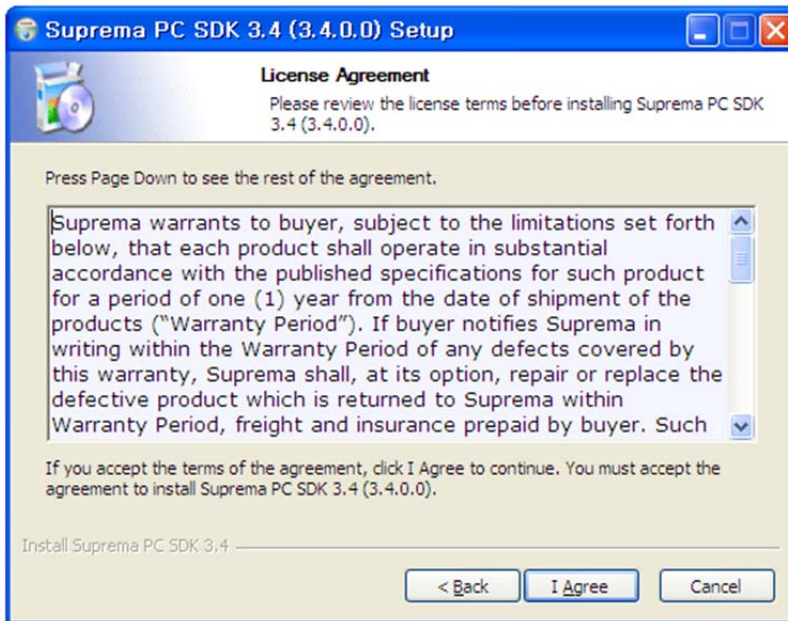 Suprema PC SDK 3.4 (3.4.0.0) Setup
License Agreement
Please review the license terms before installing Suprema PC SDK
3.4 (3.4.0.0).
Press Page Down to see the rest of the agreement.
Suprema warrants to buyer, subject to the limitations set forth
below, that each product shall operate in substantial
accordance with the published specifications for such product
for a period of one (1) year from the date of shipment of the
products (“Warranty Period”). If buyer notifies Suprema in
writing within the Warranty Period of any defects covered by
this warranty, Suprema shall, at its option, repair or replace the
defective product which is returned to Suprema within
Warranty Period, freight and insurance prepaid by buyer. Such
If you accept the terms of the agreement, click I Agree to continue. You must accept the
agreement to install Suprema PC SDK 3.4 (3.4.0.0).
Install Suprema PC SDK 3.4
< Back
I Agree
Cancel